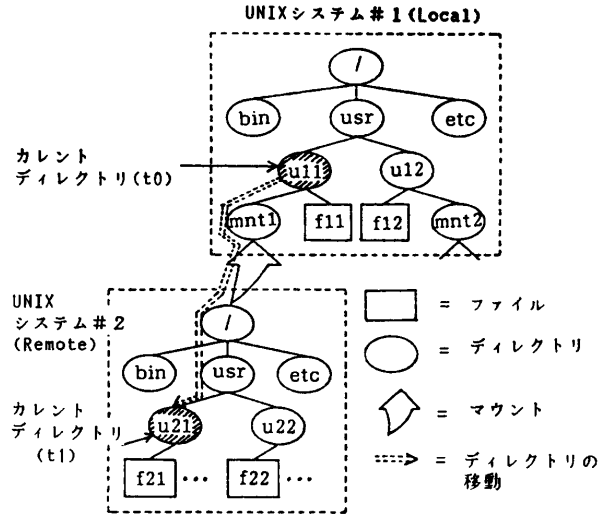 UNIXシステム#1(Local)
/
bin
usr
etc
カレント
ディレクトリ(t0)
u11
u12
mnt1
f11
f12
mnt2
UNIX
システム#2
(Remote)
/
bin
usr
etc
カレント
ディレクトリ
(t1)
u21
u22
f21
・・・
f22
・・・
= ファイル
= ディレクトリ
= マウント
= ディレクトリの
移動